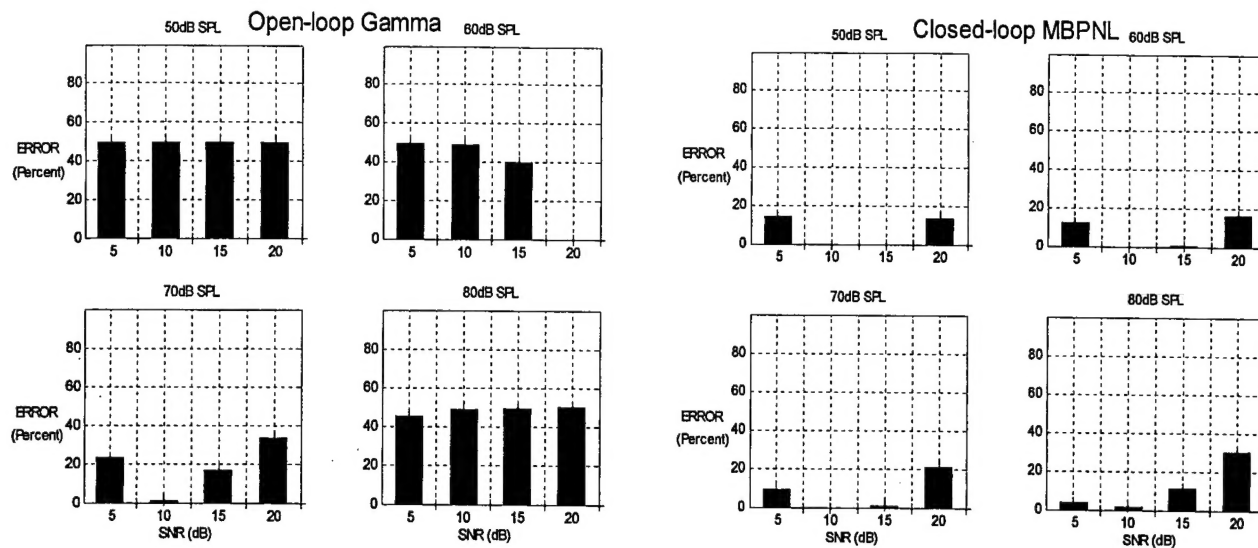 Open-loop Gamma
50dB SPL
60dB SPL
80
60
40
20
0
ERROR
(Percent)
5 10 15 20
80
60
40
20
0
5 10 15 20
70dB SPL
80dB SPL
80
60
40
20
0
ERROR
(Percent)
5 10 15 20
SNR (dB)
80
60
40
20
0
5 10 15 20
SNR (dB)
Closed-loop MBPNL
50dB SPL
60dB SPL
80
60
40
20
0
ERROR
(Percent)
5 10 15 20
80
60
40
20
0
5 10 15 20
70dB SPL
80dB SPL
80
60
40
20
0
ERROR
(Percent)
5 10 15 20
SNR (dB)
80
60
40
20
0
5 10 15 20
SNR (dB)